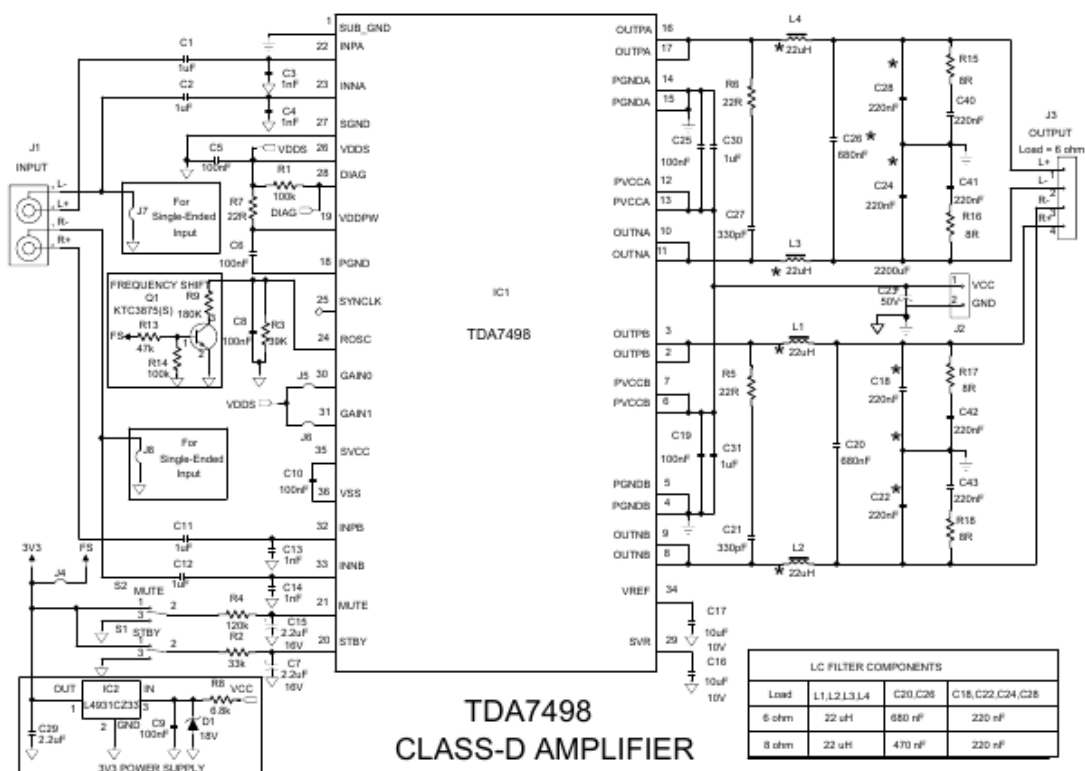 J1
INPUT
L-
L+
R-
R+
C1
1uF
C2
1uF
C3
1nF
C4
1nF
C5
100nF
VDDS
R1
100k
DIAG
R7
22R
C6
100nF
J7
For
Single-Ended
Input
FREQUENCY SHIFT
Q1
KTC3875(S)
R9
180K
FS
R13
47k
R14
100k
1
2
3
C8
100nF
R3
39K
J5
VDDS
J6
J8
For
Single-Ended
Input
C10
100nF
C11
1uF
C12
1uF
C13
1nF
C14
1nF
3V3
FS
J4
S2
MUTE
1
2
3
S1
STBY
1
2
3
R4
120k
R2
33k
C15
2.2uF
16V
C7
2.2uF
16V
OUT
IC2
IN
L4931CZ33
1
3
2
GND
R8
6.8k
VCC
C29
2.2uF
C9
100nF
D1
18V
3V3 POWER SUPPLY
1
SUB_GND
22
INPA
23
INNA
27
SGND
26
VDDS
28
DIAG
19
VDDPW
18
PGND
25
SYNCLK
24
ROSC
30
GAIN0
31
GAIN1
35
SVCC
36
VSS
32
INPB
33
INNB
21
MUTE
20
STBY
IC1
TDA7498
OUTPA 16
OUTPA 17
PGNDA 14
PGNDA 15
PVCCA 12
PVCCA 13
OUTNA 10
OUTNA 11
OUTPB 3
OUTPB 2
PVCCB 7
PVCCB 6
PGNDB 5
PGNDB 4
OUTNB 9
OUTNB 8
VREF 34
SVR 29
L4
* 22uH
R6
22R
C25
100nF
C30
1uF
C27
330pF
L3
* 22uH
C26 *
680nF
*
C28
220nF
*
C24
220nF
R15
8R
C40
220nF
C41
220nF
R16
8R
J3
OUTPUT
Load = 6 ohm
L+
1
L-
2
R-
3
R+
4
2200uF
C23
50V
1 VCC
2 GND
J2
L1
* 22uH
R5
22R
C19
100nF
C31
1uF
C21
330pF
L2
* 22uH
C20
680nF
*
C18
220nF
*
C22 *
220nF
R17
8R
C42
220nF
C43
220nF
R18
8R
C17
10uF
10V
C16
10uF
10V
LC FILTER COMPONENTS
Load L1,L2,L3,L4 C20,C26 C18,C22,C24,C28
6 ohm 22 uH 680 nF 220 nF
8 ohm 22 uH 470 nF 220 nF
TDA7498
CLASS-D AMPLIFIER